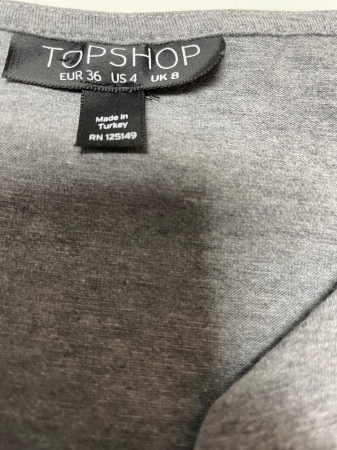 TOPSHOP
EUR 36 US 4 UK 8
Made in
Turkey
RN 125149